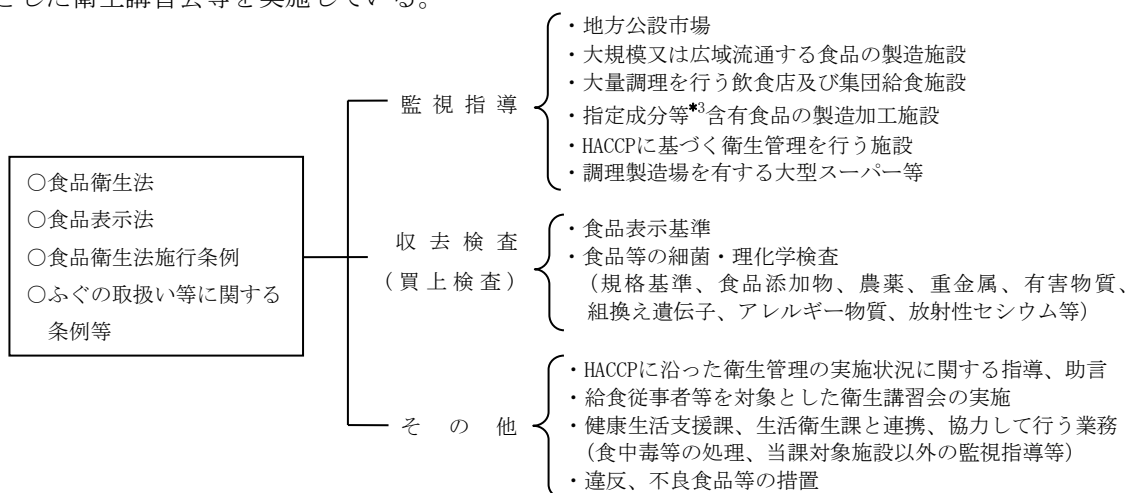 とした衛生講習会等を実施している。
○食品衛生法
○食品表示法
○食品衛生法施行条例
○ふぐの取扱い等に関する
条例等
監視指導
・地方公設市場
・大規模又は広域流通する食品の製造施設
・大量調理を行う飲食店及び集団給食施設
・指定成分等*3含有食品の製造加工施設
・HACCPに基づく衛生管理を行う施設
・調理製造場を有する大型スーパー等
収去検査
(買上検査)
・食品表示基準
・食品等の細菌・理化学検査
(規格基準、食品添加物、農薬、重金属、有害物質、
組換え遺伝子、アレルギー物質、放射性セシウム等)
その他
・HACCPに沿った衛生管理の実施状況に関する指導、助言
・給食従事者等を対象とした衛生講習会の実施
・健康生活支援課、生活衛生課と連携、協力して行う業務
(食中毒等の処理、当課対象施設以外の監視指導等)
・違反、不良食品等の措置